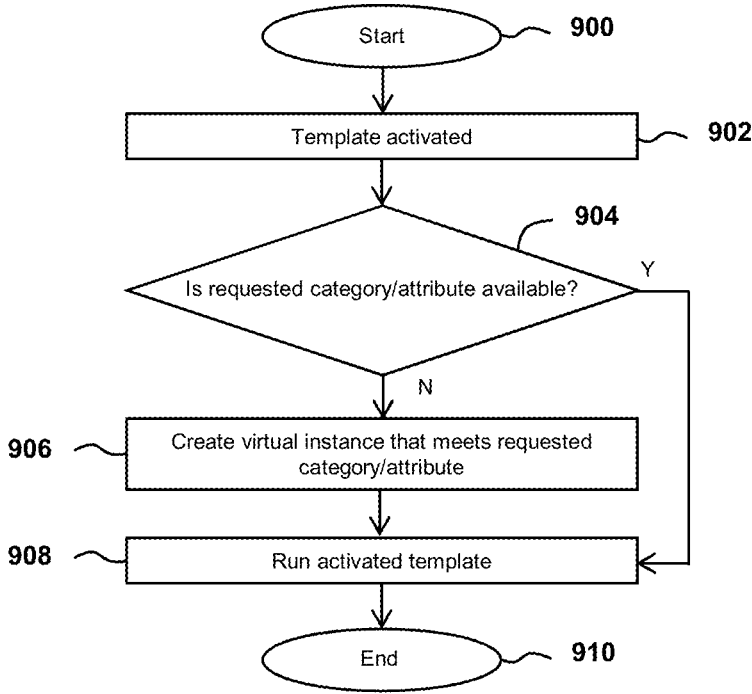 Start
900
Template activated
902
904
Is requested category/attribute available?
Y
N
906
Create virtual instance that meets requested
category/attribute
908
Run activated template
End
910